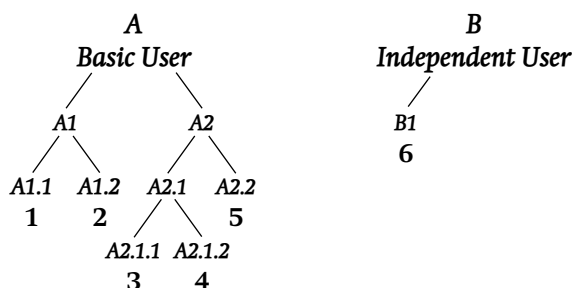 A B
Basic User Independent User
A1 A2 B1
6
A1.1 A1.2 A2.1 A2.2
1 2 5
A2.1.1 A2.1.2
3 4